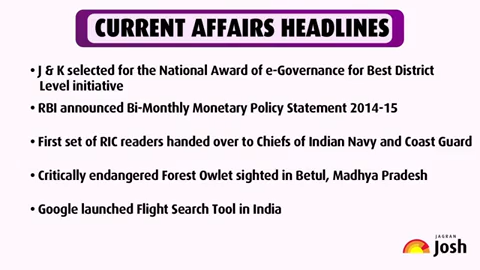 CURRENT AFFAIRS HEADLINES
• J & K selected for the National Award of e-Governance for Best District
Level initiative
• RBI announced Bi-Monthly Monetary Policy Statement 2014-15
• First set of RIC readers handed over to Chiefs of Indian Navy and Coast Guard
• Critically endangered Forest Owlet sighted in Betul, Madhya Pradesh
• Google launched Flight Search Tool in India
JAGRAN
Josh